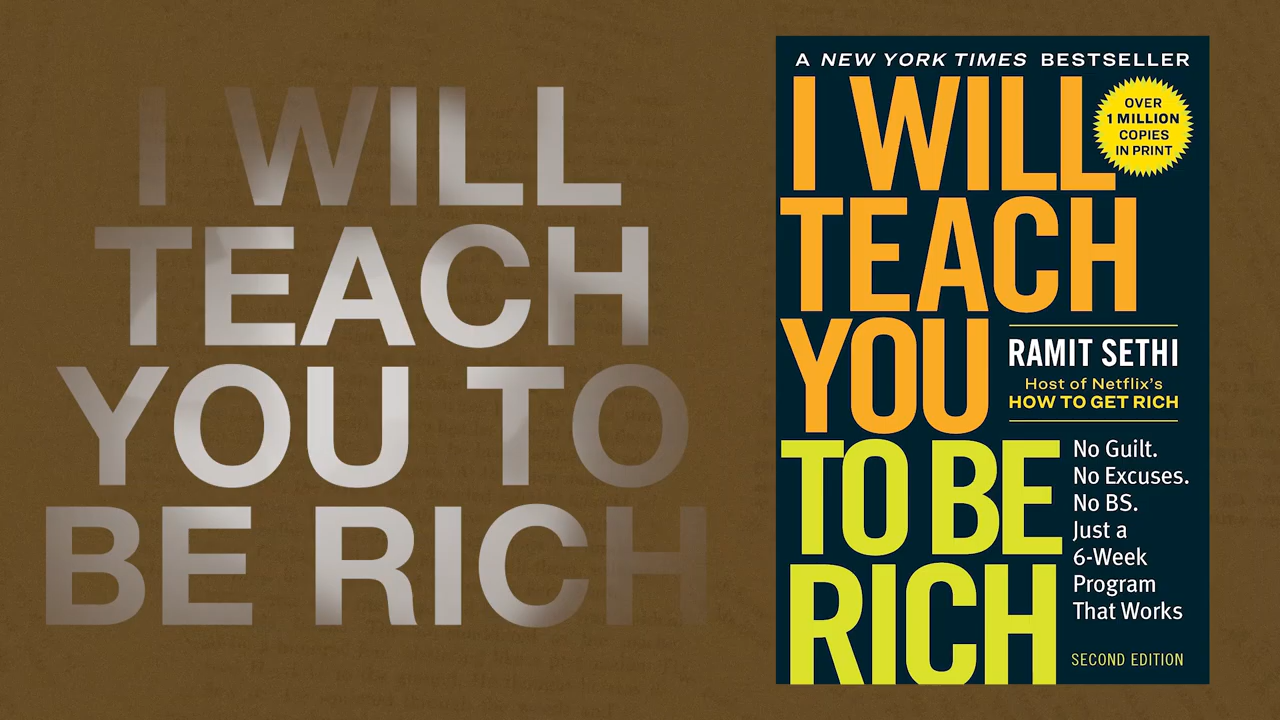 I WILL
TEACH
YOU TO
BE RICH
A NEW YORK TIMES BESTSELLER
I WILL
TEACH
YOU
TO BE
RICH
OVER
1 MILLION
COPIES
IN PRINT
RAMIT SETHI
Host of Netflix's
HOW TO GET RICH
No Guilt.
No Excuses.
No BS.
Just a
6-Week
Program
That Works
SECOND EDITION